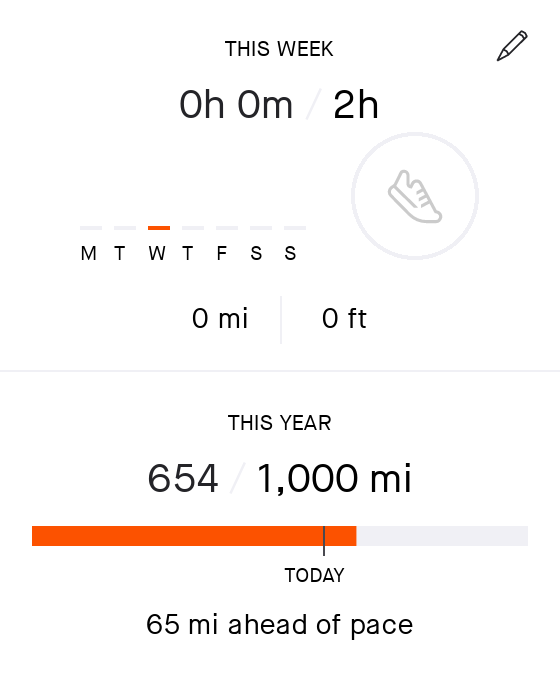 THIS WEEK
0h 0m / 2h
M T W T F S S
0 mi 0 ft
THIS YEAR
654 / 1,000 mi
TODAY
65 mi ahead of pace